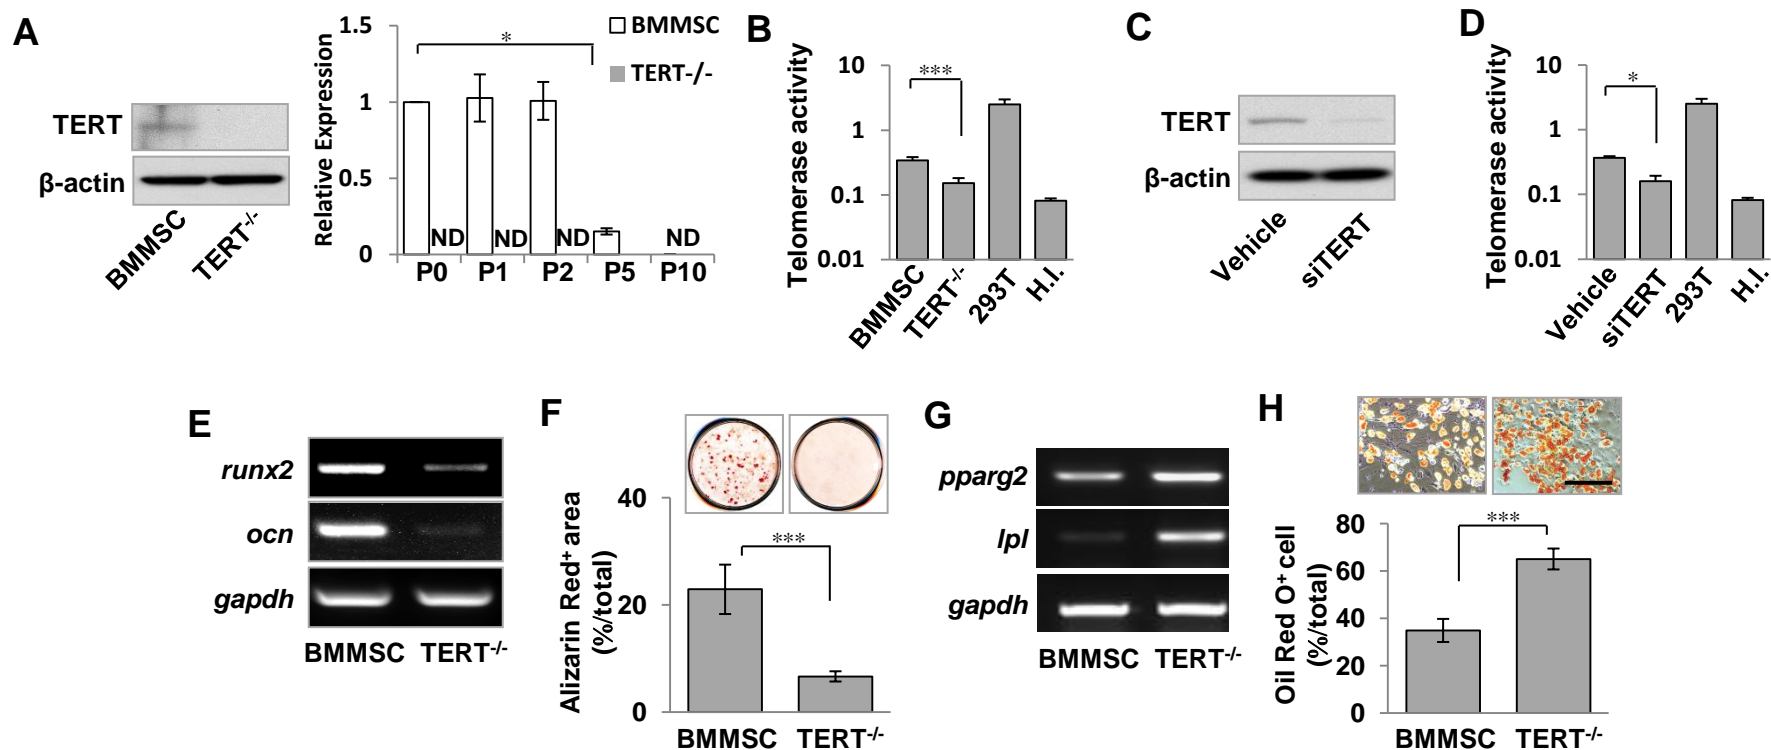 A
TERT
β-actin
BMMSC
TERT-/-
Relative Expression
1.5
1
0.5
0
*
BMMSC
TERT-/-
ND
ND
ND
ND
P0
P1
P2
P5
P10
B
Telomerase activity
10
1
0.1
0.01
***
BMMSC
TERT-/-
293T
H.I.
C
TERT
β-actin
Vehicle
siTERT
D
Telomerase activity
10
1
0.1
0.01
*
Vehicle
siTERT
293T
H.I.
E
runx2
ocn
gapdh
BMMSC
TERT-/-
F
Alizarin Red+ area
(%/total)
40
20
0
***
BMMSC
TERT-/-
G
pparg2
lpl
gapdh
BMMSC
TERT-/-
H
Oil Red O+ cell
(%/total)
80
60
40
20
0
***
BMMSC
TERT-/-